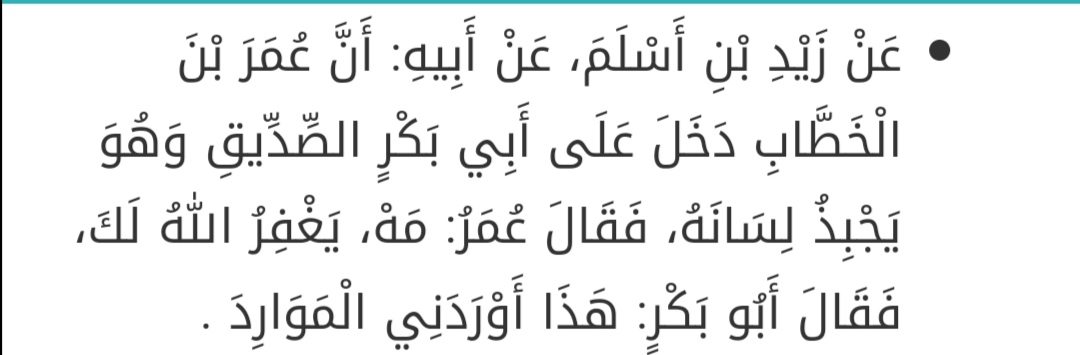 • عَنْ زَيْدِ بْنِ أَسْلَمَ، عَنْ أَبِيهِ: أَنَّ عُمَرَ بْنَ
الْخَطَّابِ دَخَلَ عَلَى أَبِي بَكْرٍ الصِّدِّيقِ وَهُوَ
يَجْبِذُ لِسَانَهُ، فَقَالَ عُمَرُ: مَهْ، يَغْفِرُ اللَّهُ لَكَ،
فَقَالَ أَبُو بَكْرٍ: هَذَا أَوْرَدَنِي الْمَوَارِدَ .